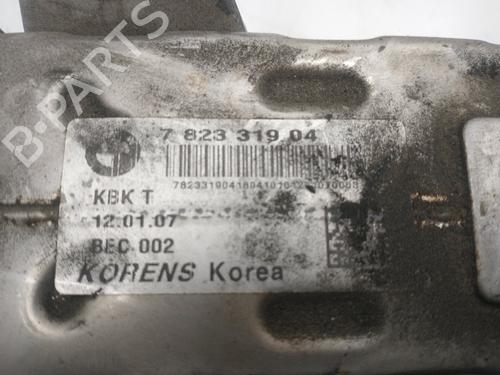 B-PARTS
7 823 319 04
KBK T
12.01.07
BEC 002
KORENS Korea